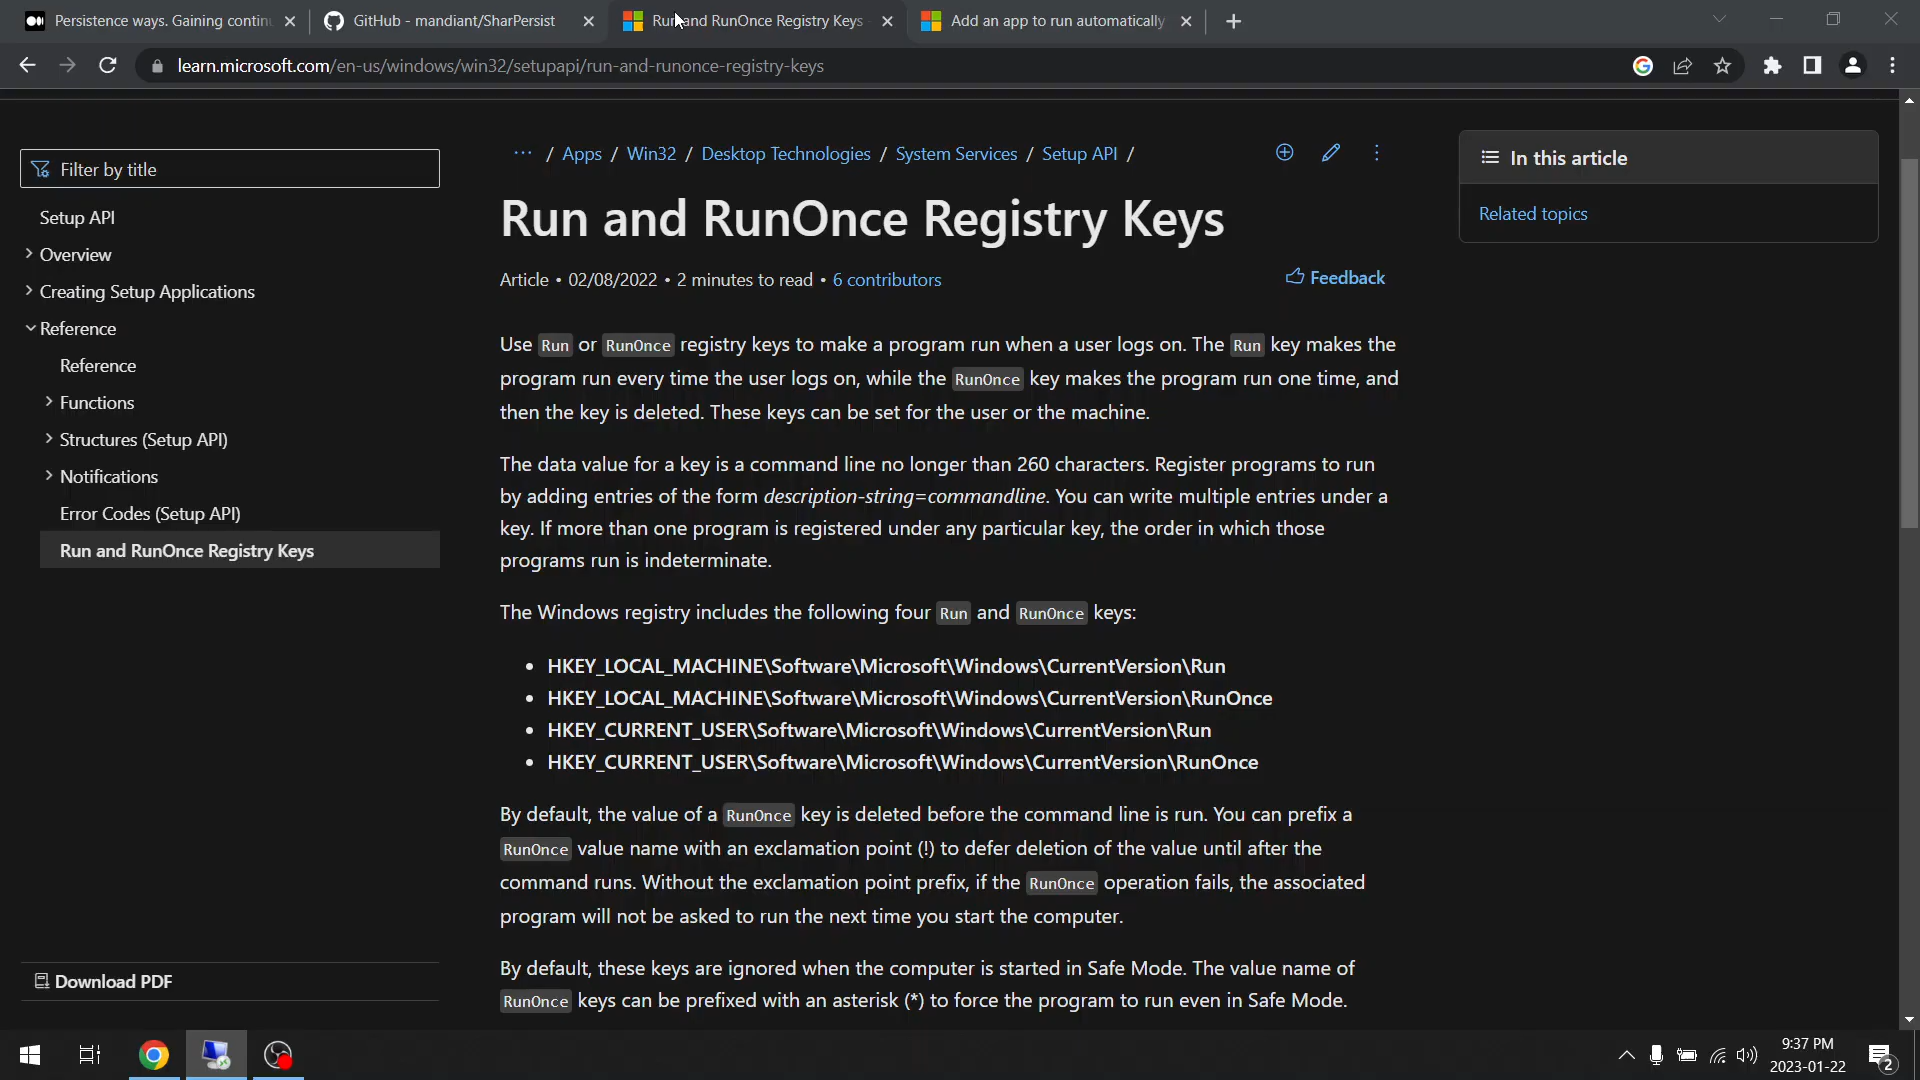 Persistence ways. Gaining contin
GitHub - mandiant/SharPersist
Run and RunOnce Registry Keys
Add an app to run automatically
learn.microsoft.com/en-us/windows/win32/setupapi/run-and-runonce-registry-keys
Filter by title
Setup API
Overview
Creating Setup Applications
Reference
Reference
Functions
Structures (Setup API)
Notifications
Error Codes (Setup API)
Run and RunOnce Registry Keys
Download PDF
··· / Apps / Win32 / Desktop Technologies / System Services / Setup API /
Run and RunOnce Registry Keys
Article • 02/08/2022 • 2 minutes to read • 6 contributors
Feedback
Use Run or RunOnce registry keys to make a program run when a user logs on. The Run key makes the
program run every time the user logs on, while the RunOnce key makes the program run one time, and
then the key is deleted. These keys can be set for the user or the machine.
The data value for a key is a command line no longer than 260 characters. Register programs to run
by adding entries of the form description-string=commandline. You can write multiple entries under a
key. If more than one program is registered under any particular key, the order in which those
programs run is indeterminate.
The Windows registry includes the following four Run and RunOnce keys:
• HKEY_LOCAL_MACHINE\Software\Microsoft\Windows\CurrentVersion\Run
• HKEY_LOCAL_MACHINE\Software\Microsoft\Windows\CurrentVersion\RunOnce
• HKEY_CURRENT_USER\Software\Microsoft\Windows\CurrentVersion\Run
• HKEY_CURRENT_USER\Software\Microsoft\Windows\CurrentVersion\RunOnce
By default, the value of a RunOnce key is deleted before the command line is run. You can prefix a
RunOnce value name with an exclamation point (!) to defer deletion of the value until after the
command runs. Without the exclamation point prefix, if the RunOnce operation fails, the associated
program will not be asked to run the next time you start the computer.
By default, these keys are ignored when the computer is started in Safe Mode. The value name of
RunOnce keys can be prefixed with an asterisk (*) to force the program to run even in Safe Mode.
In this article
Related topics
9:37 PM
2023-01-22
2